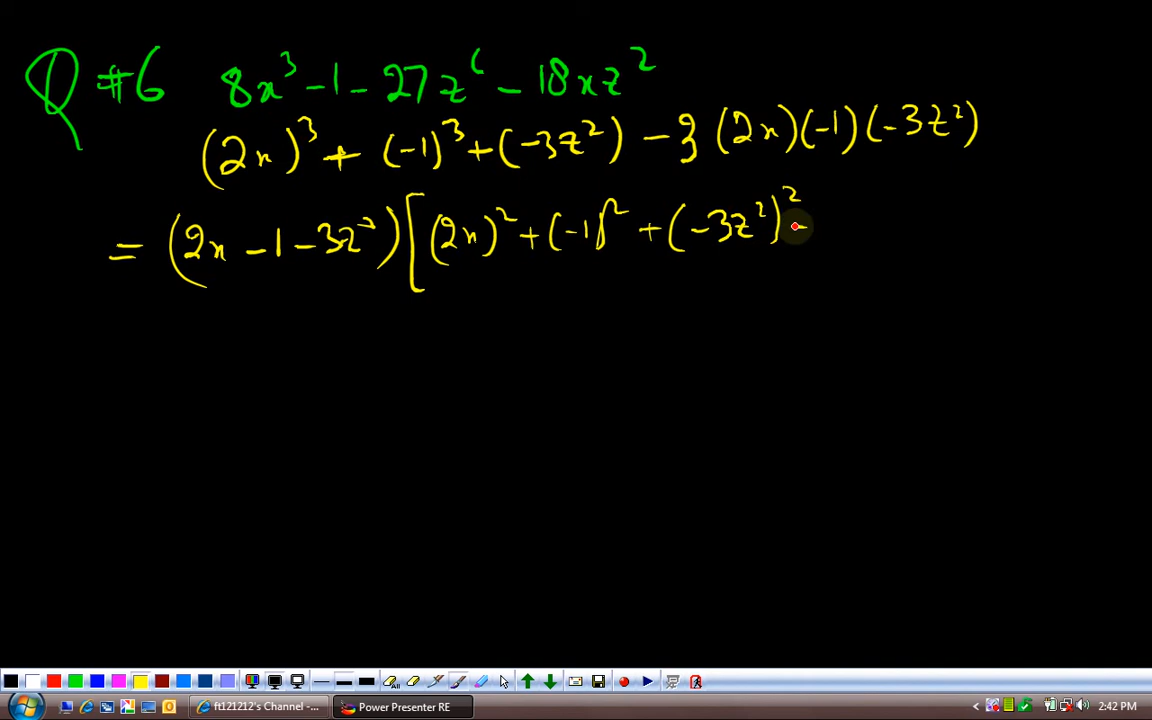 Q #6 8x³ - 1 - 27z⁶ - 18xz²
(2x)³ + (-1)³ + (-3z²) - 3 (2x)(-1)(-3z²)
= (2x - 1 - 3z²) [(2x)² + (-1)² + (-3z²)² -
ft121212's Channel -... Power Presenter RE 2:42 PM